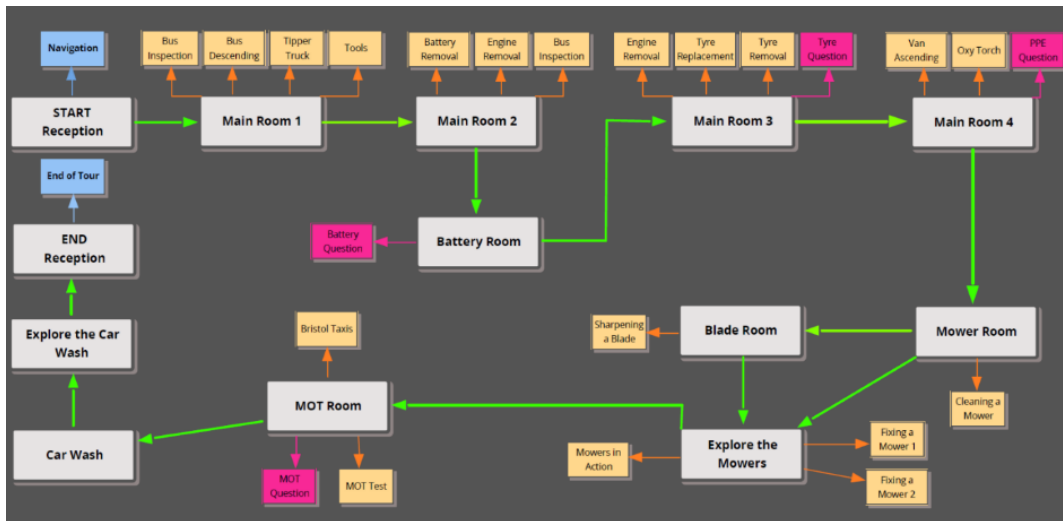 Navigation
Bus
Inspection
Bus
Descending
Tipper
Truck
Tools
Battery
Removal
Engine
Removal
Bus
Inspection
Engine
Removal
Tyre
Replacement
Tyre
Removal
Tyre
Question
Van
Ascending
Oxy Torch
PPE
Question
START
Reception
Main Room 1
Main Room 2
Main Room 3
Main Room 4
End of Tour
END
Reception
Battery
Question
Battery Room
Explore the Car
Wash
Bristol Taxis
Sharpening
a Blade
Blade Room
Mower Room
MOT Room
Cleaning a
Mower
Car Wash
MOT
Question
MOT Test
Mowers in
Action
Explore the
Mowers
Fixing a
Mower 1
Fixing a
Mower 2